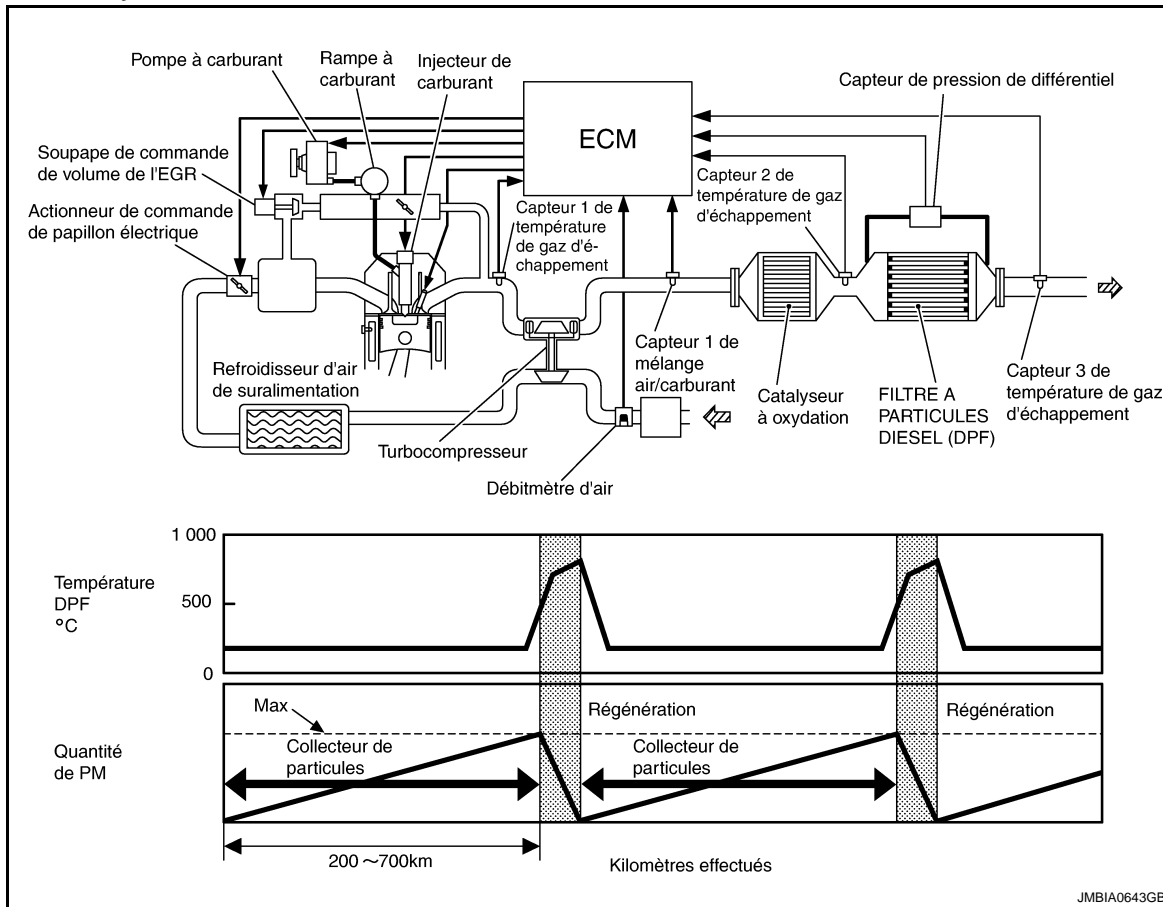 Pompe à carburant
Rampe à
carburant
Injecteur de
carburant
ECM
Capteur de pression de différentiel
Soupape de commande
de volume de l'EGR
Actionneur de commande
de papillon électrique
Capteur 1 de
température
de gaz d'é-
chappement
Capteur 2 de
température de gaz
d'échappement
Refroidisseur d'air
de suralimentation
Turbocompresseur
Débitmètre d'air
Capteur 1 de
mélange
air/carburant
Catalyseur
à oxydation
FILTRE A
PARTICULES
DIESEL (DPF)
Capteur 3 de
température de gaz
d'échappement
Température
DPF
°C
1 000
500
0
Quantité
de PM
Max
Collecteur de
particules
Régénération
Collecteur de
particules
Régénération
200 ~700km
Kilomètres effectués
JMBIA0643GB